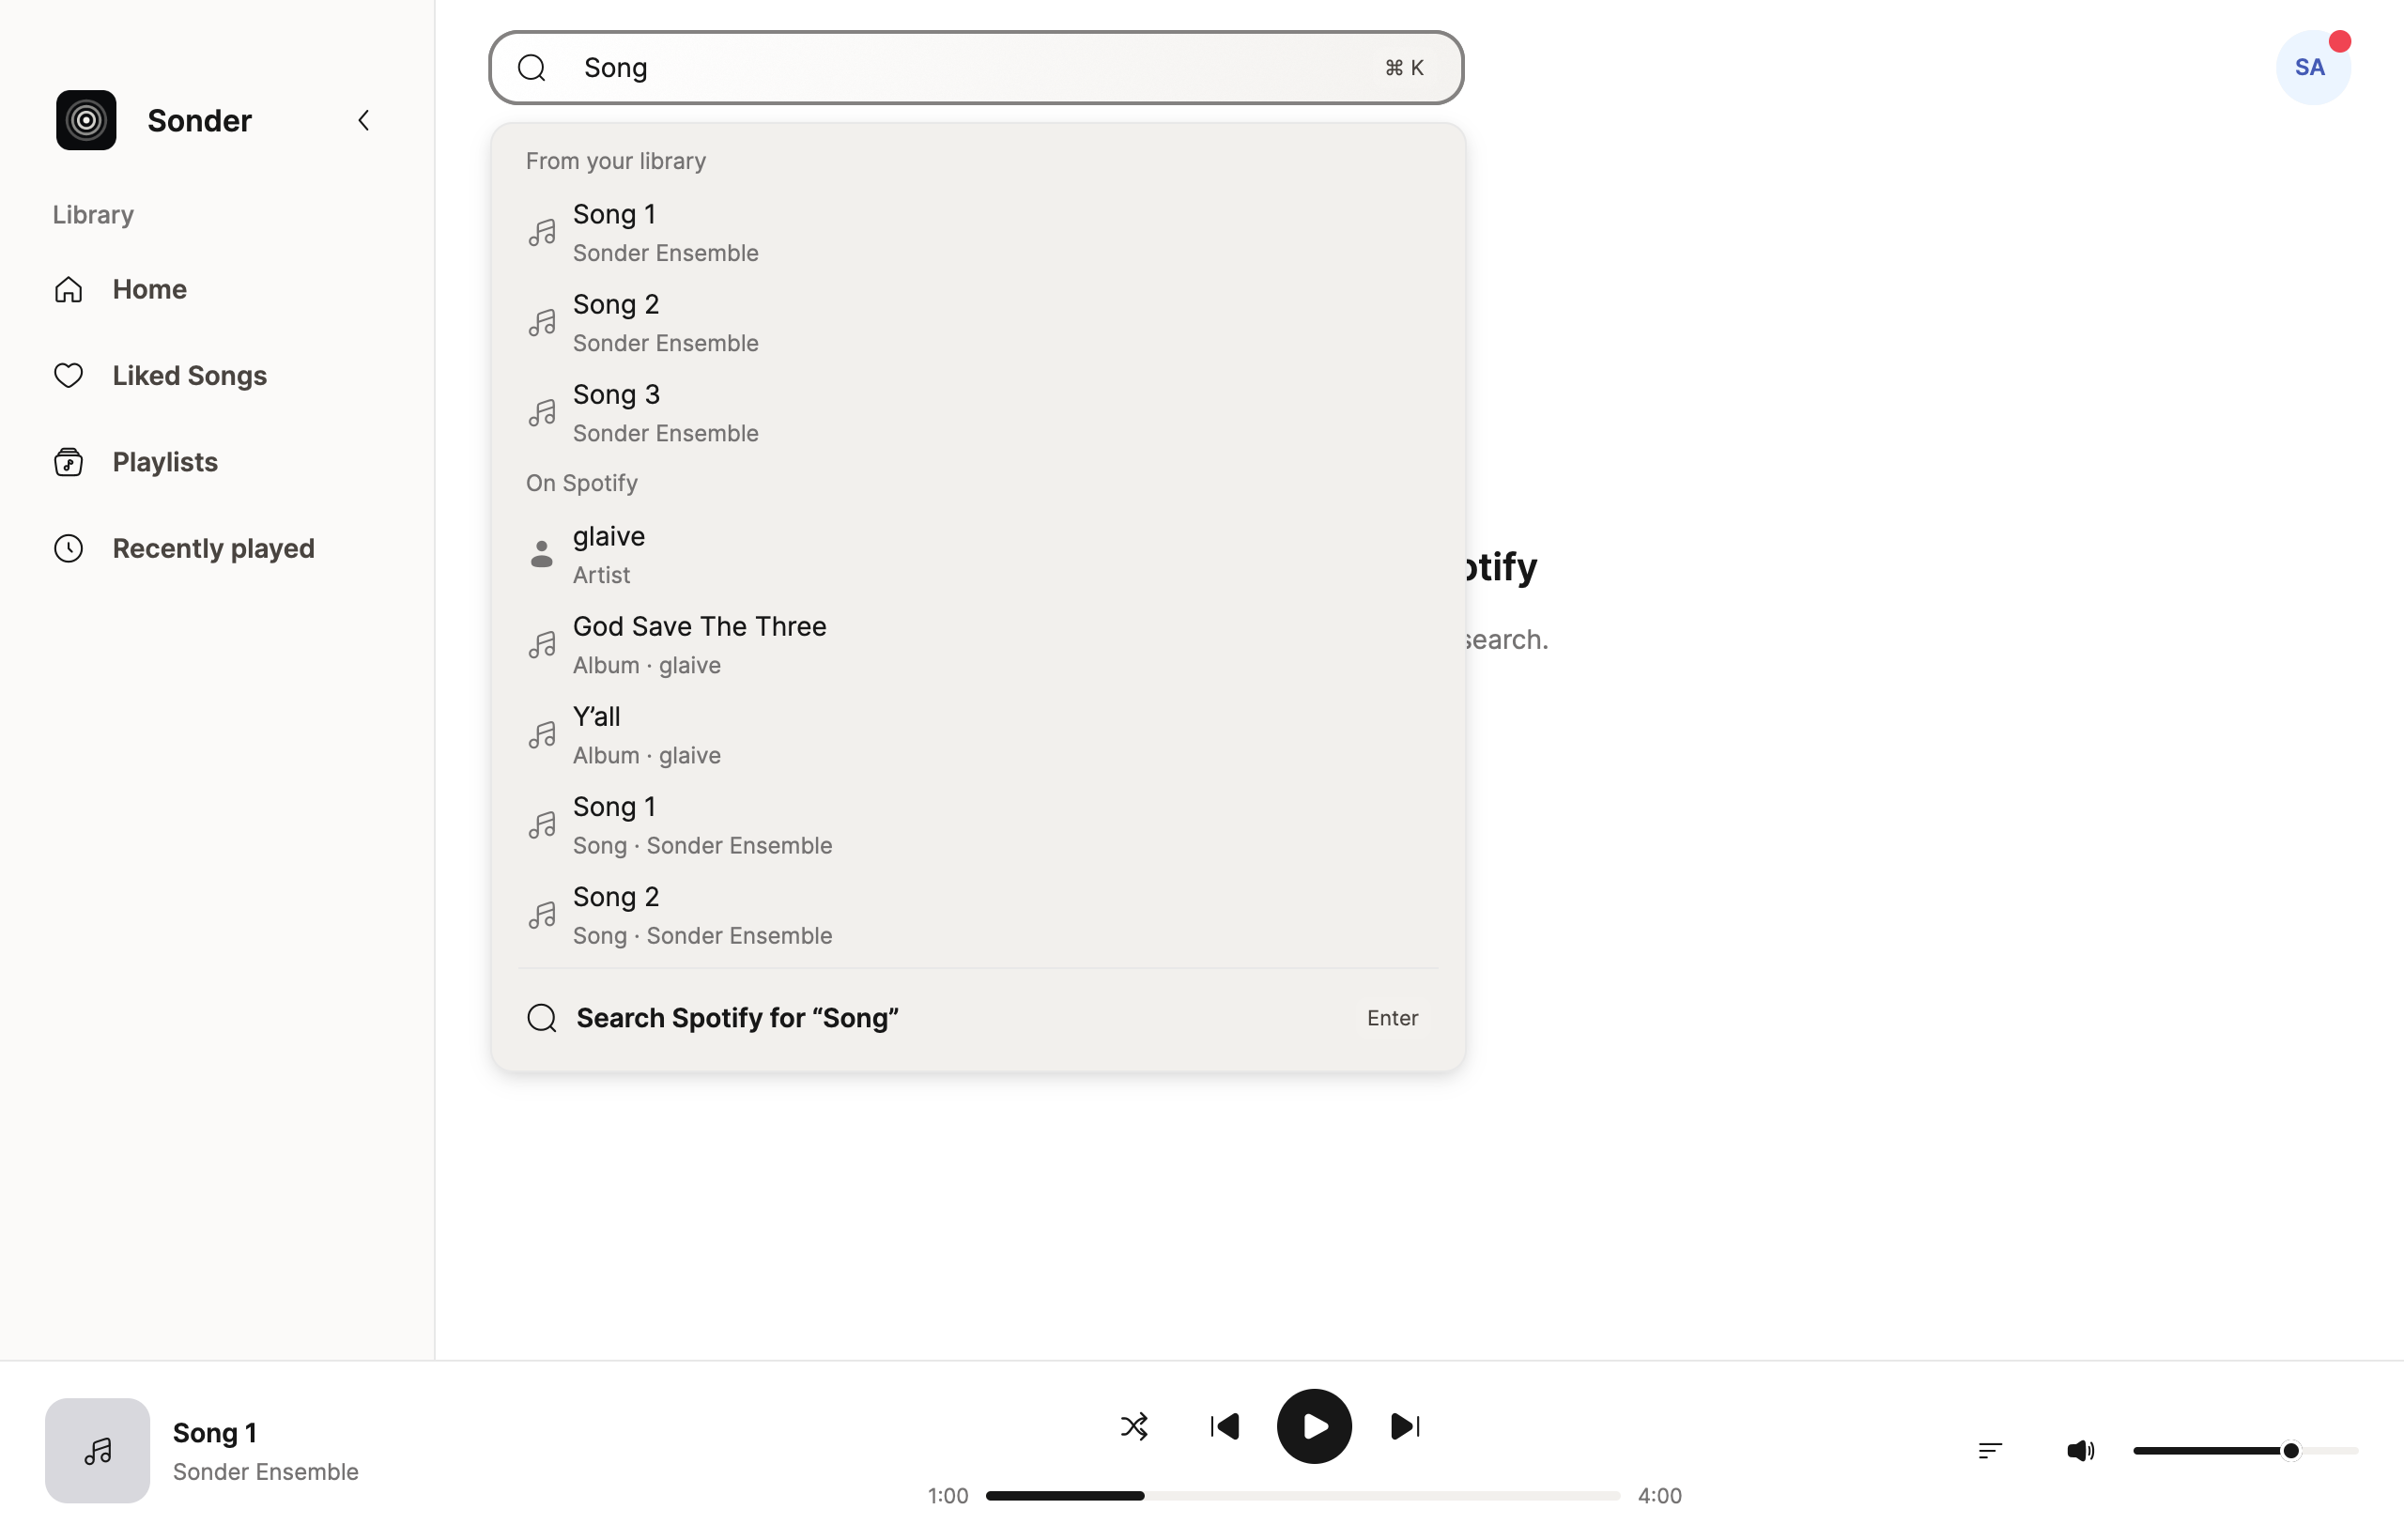 Song
⌘ K
SA
Sonder
Library
Home
Liked Songs
Playlists
Recently played
From your library
Song 1
Sonder Ensemble
Song 2
Sonder Ensemble
Song 3
Sonder Ensemble
On Spotify
glaive
Artist
God Save The Three
Album · glaive
Y’all
Album · glaive
Song 1
Song · Sonder Ensemble
Song 2
Song · Sonder Ensemble
Search Spotify for “Song”
Enter
search.
Song 1
Sonder Ensemble
1:00
4:00